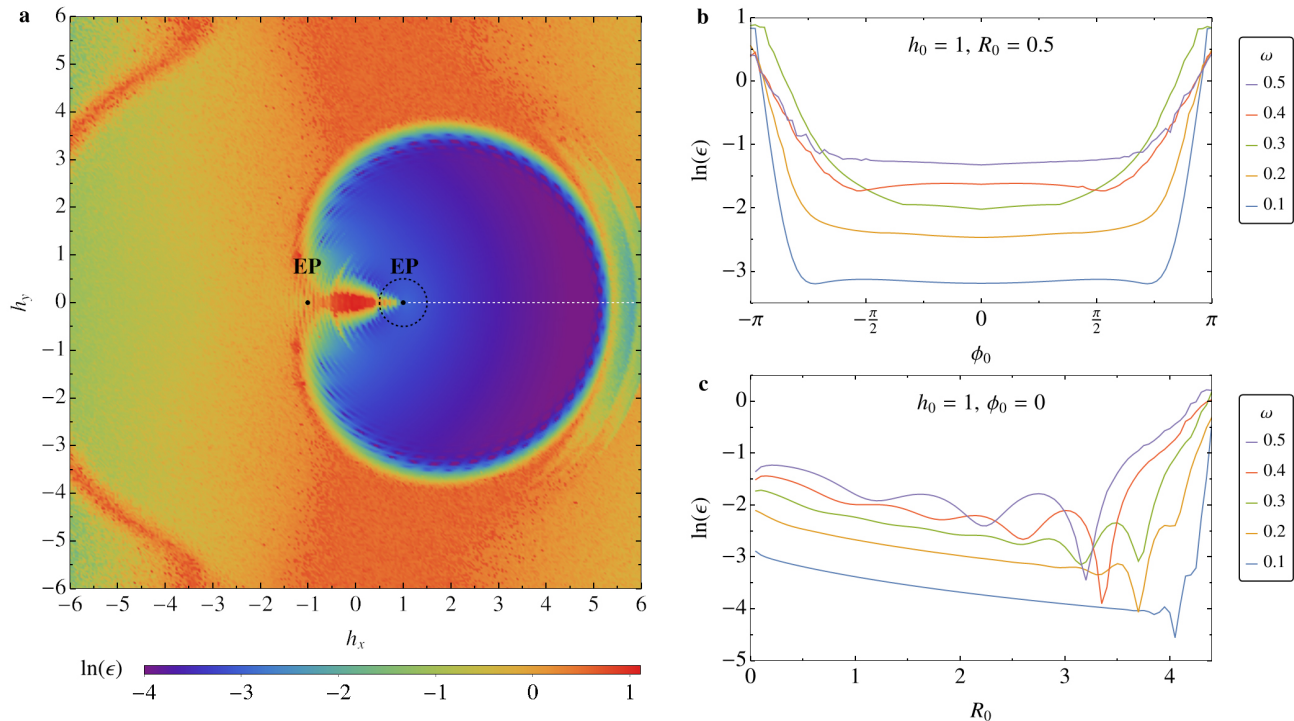 a
6
5
4
3
2
1
0
−1
−2
−3
−4
−5
−6
h_y
EP
EP
−6 −5 −4 −3 −2 −1 0 1 2 3 4 5 6
h_x
ln(ϵ)
−4 −3 −2 −1 0 1
b
h_0 = 1, R_0 = 0.5
1
0
−1
−2
−3
ln(ϵ)
−π −π/2 0 π/2 π
ϕ_0
ω
0.5
0.4
0.3
0.2
0.1
c
h_0 = 1, ϕ_0 = 0
0
−1
−2
−3
−4
−5
ln(ϵ)
0 1 2 3 4
R_0
ω
0.5
0.4
0.3
0.2
0.1